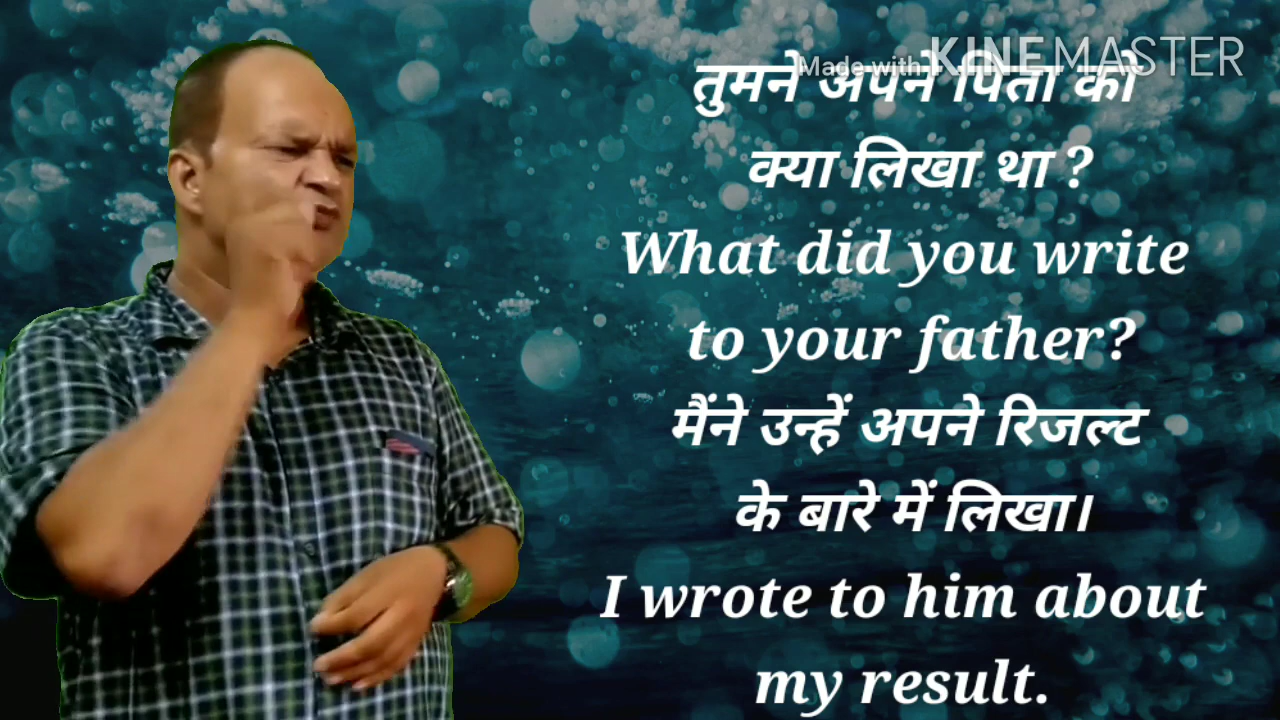 Made with KINEMASTER
तुमने अपने पिता को
क्या लिखा था ?
What did you write
to your father?
मैंने उन्हें अपने रिजल्ट
के बारे में लिखा।
I wrote to him about
my result.